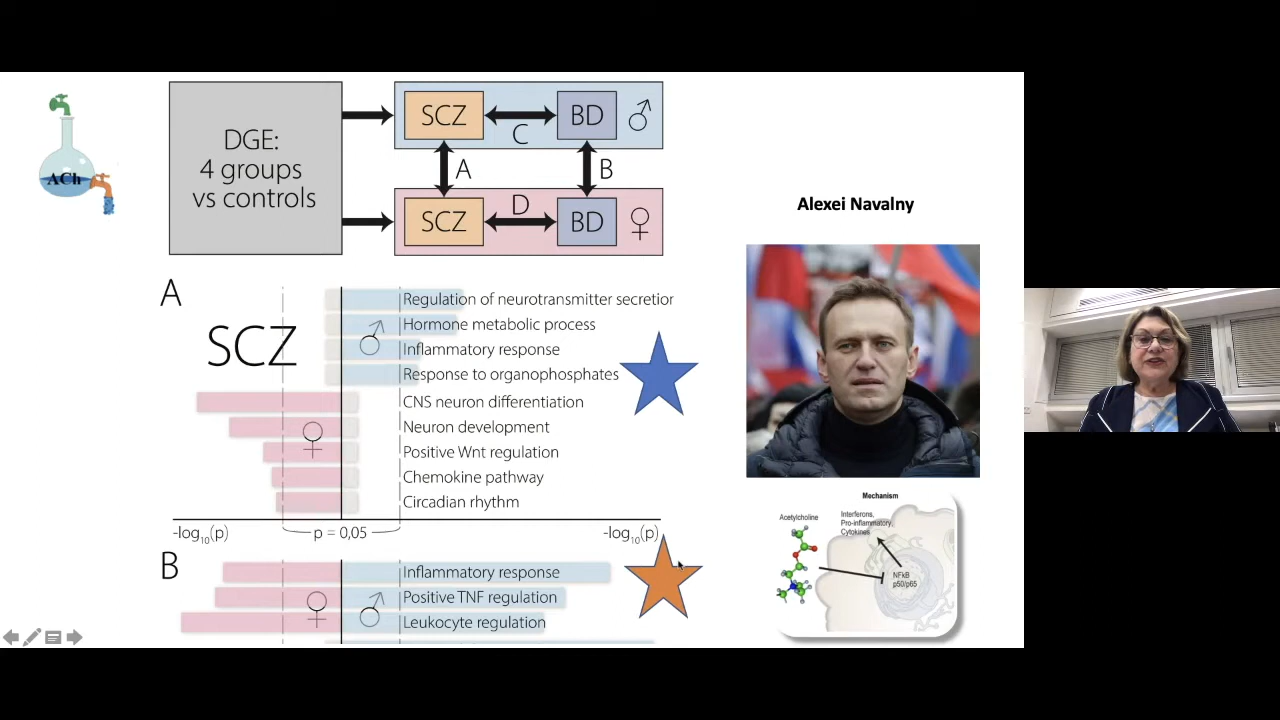 ACh
DGE:
4 groups
vs controls
SCZ
C
BD
♂
A
B
SCZ
D
BD
♀
A
SCZ
♂
♀
Regulation of neurotransmitter secretior
Hormone metabolic process
Inflammatory response
Response to organophosphates
CNS neuron differentiation
Neuron development
Positive Wnt regulation
Chemokine pathway
Circadian rhythm
-log10(p)
p = 0,05
-log10(p)
B
♀
♂
Inflammatory response
Positive TNF regulation
Leukocyte regulation
Alexei Navalny
Mechanism
Acetylcholine
Interferons,
Pro-inflammatory,
Cytokines
NFkB
p50/p65